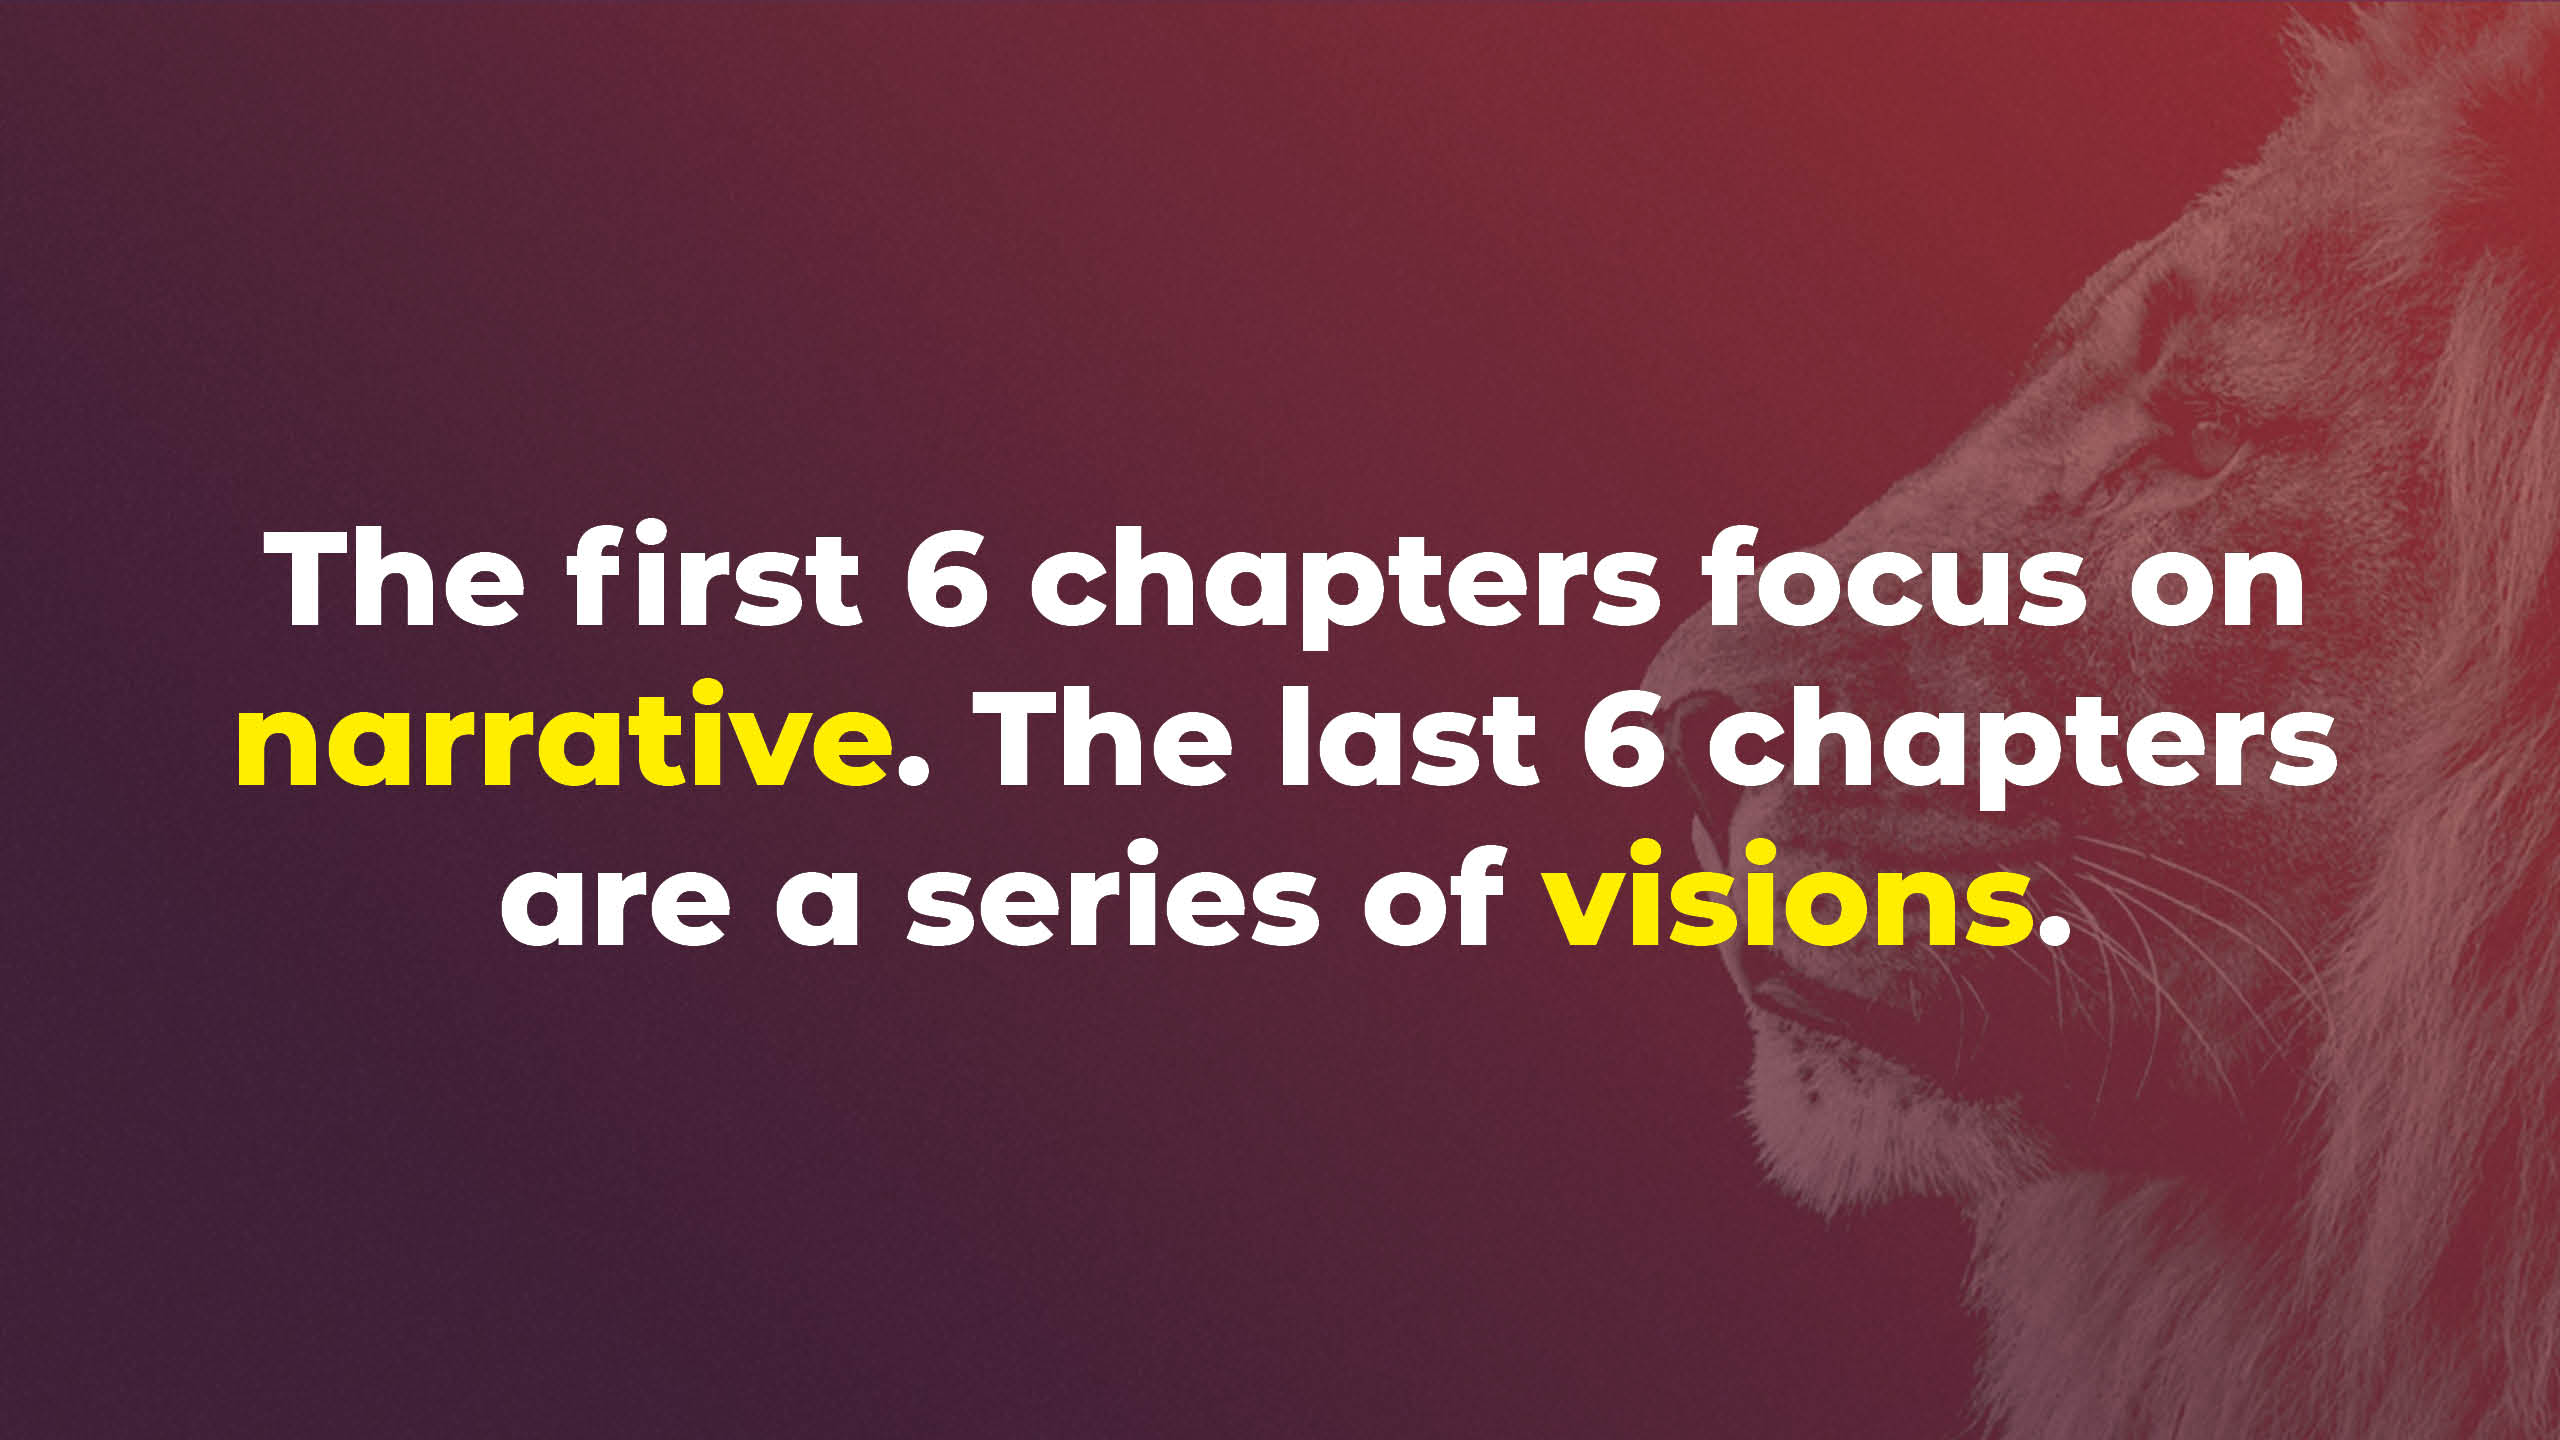 The first 6 chapters focus on
narrative. The last 6 chapters
are a series of visions.